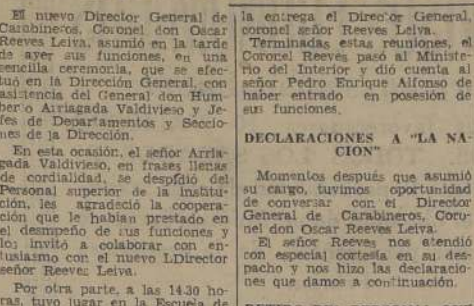 El nuevo Director General de
Carabineros, Coronel don Oscar
Reeves Leiva, asumió en la tarde
de ayer sus funciones, en una
sencilla ceremonia, que se efec-
tuó en la Dirección General, con
asistencia del General don Hum-
berto Arriagada Valdivieso y Je-
fes de Departamentos y Seccio-
nes de ja Dirección.
En esta ocasión, el señor Arria-
gada Valdivieso, en frases llenas
de cordialidad, se despidió del
Personal superior de la institu-
ción, les agradeció la coopera-
ción que le habían prestado en
el desempeño de sus funciones y
los invitó a colaborar con en-
tusiasmo con el nuevo LDirector
señor Reeves Leiva.
Por otra parte, a las 14.30 ho-
ras, tuvo lugar en la Escuela de
la entrega el Director General,
coronel señor Reeves Leiva.
Terminadas estas reuniones, el
Coronel Reeves pasó al Ministe-
rio del Interior y dió cuenta al
señor Pedro Enrique Alfonso de
haber entrado en posesión de
sus funciones.
DECLARACIONES A "LA NA-
CION"
Momentos después que asumió
su cargo, tuvimos oportunidad
de conversar con el Director
General de Carabineros, Coro-
nel don Oscar Reeves Leiva.
El señor Reeves nos atendió
con especial cortesía en su des-
pacho y nos hizo las declaracio-
nes que damos a continuación.